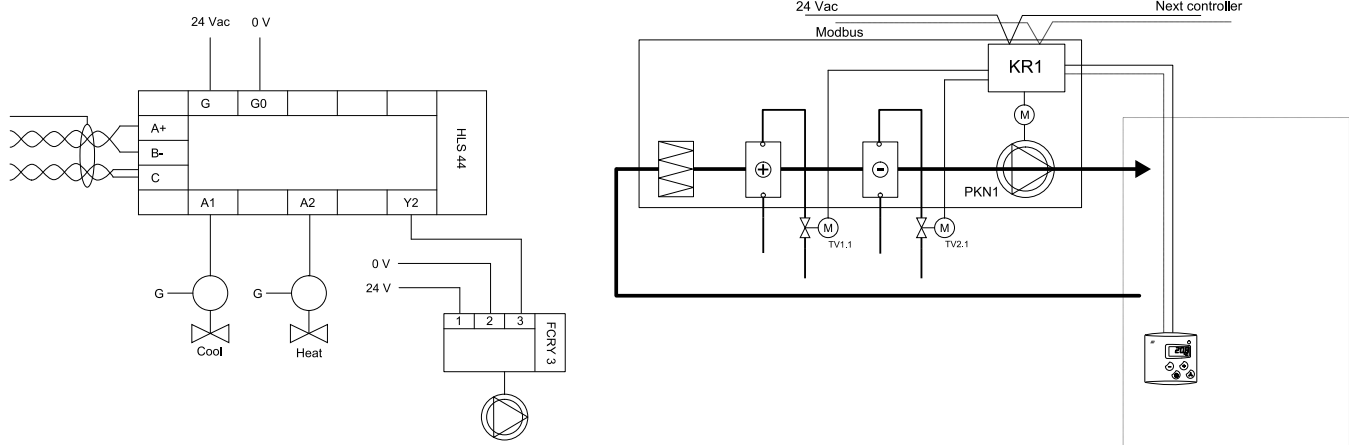 24 Vac 0 V
G G0
A+
B-
C
HLS 44
A1 A2 Y2
G G
Cool Heat
0 V
24 V
1 2 3
FCRY 3
24 Vac Next controller
Modbus
KR1
M
+ -
PKN1
M M
TV1.1 TV2.1